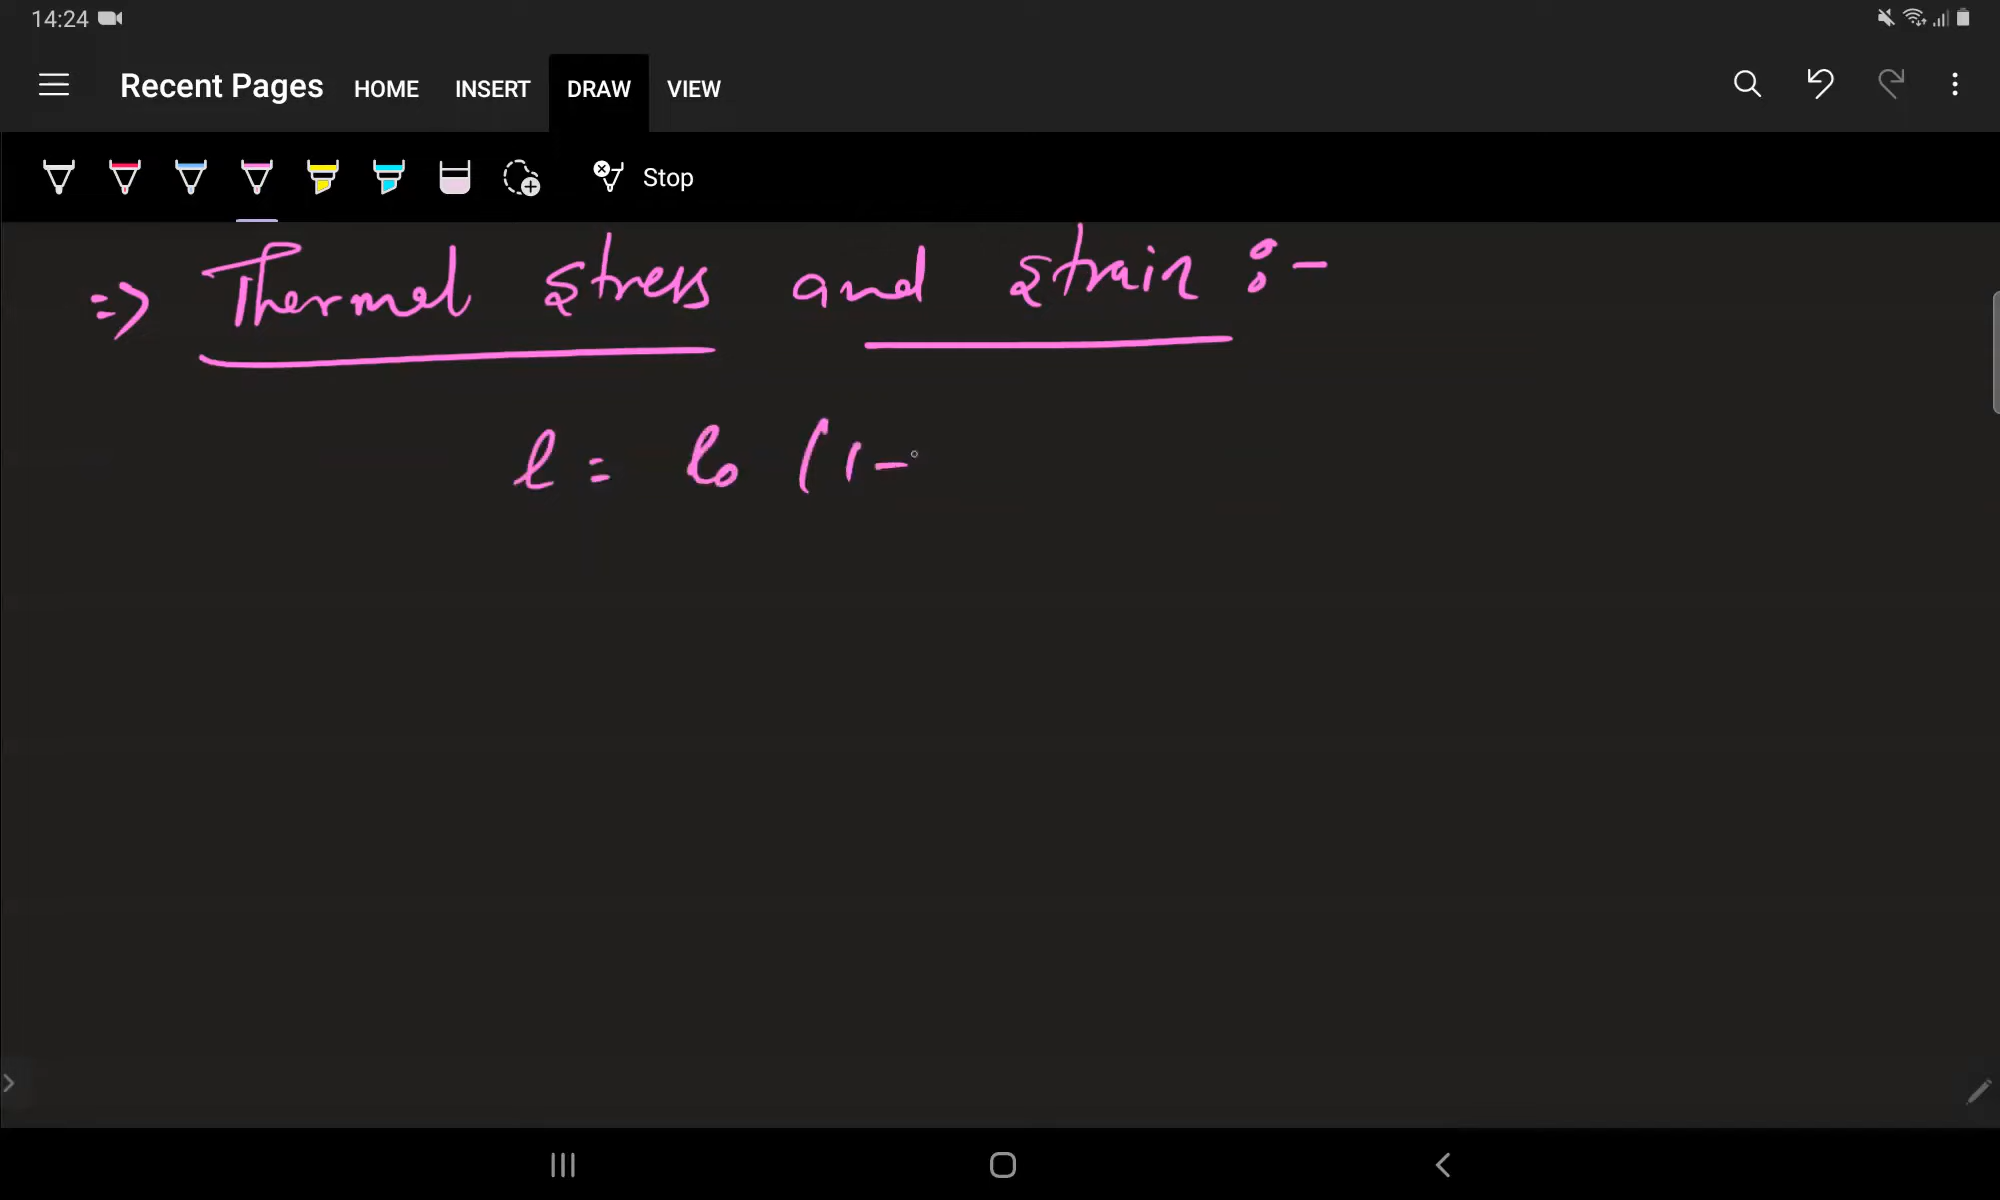 14:24
Recent Pages HOME INSERT DRAW VIEW
Stop
=> Thermal stress and strain :-
l = l₀ (1 -